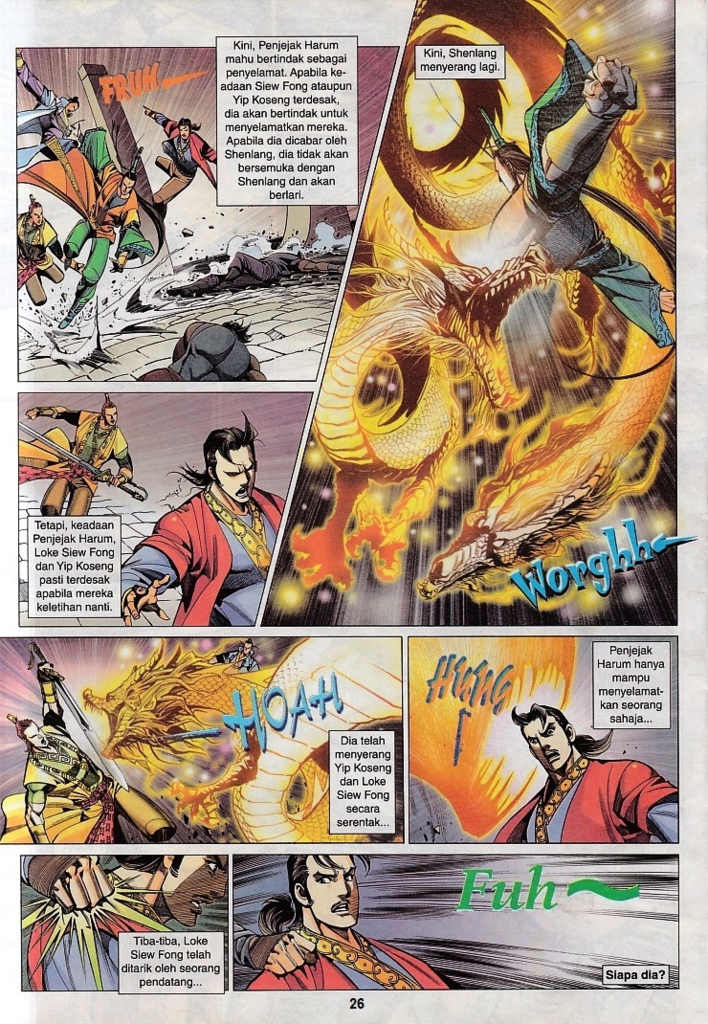 FRUH
Kini, Penjejak Harum
mahu bertindak sebagai
penyelamat. Apabila ke-
adaan Siew Fong ataupun
Yip Koseng terdesak,
dia akan bertindak untuk
menyelamatkan mereka.
Apabila dia dicabar oleh
Shenlang, dia tidak akan
bersemuka dengan
Shenlang dan akan
berlari.
Kini, Shenlang
menyerang lagi.
Tetapi, keadaan
Penjejak Harum,
Loke Siew Fong
dan Yip Koseng
pasti terdesak
apabila mereka
keletihan nanti.
Worghh
HOAH
Dia telah
menyerang
Yip Koseng
dan Loke
Siew Fong
secara
serentak...
HUUU
Penjejak
Harum hanya
mampu
menyelamat-
kan seorang
sahaja...
Tiba-tiba, Loke
Siew Fong telah
ditarik oleh seorang
pendatang...
Fuh~
Siapa dia?
26